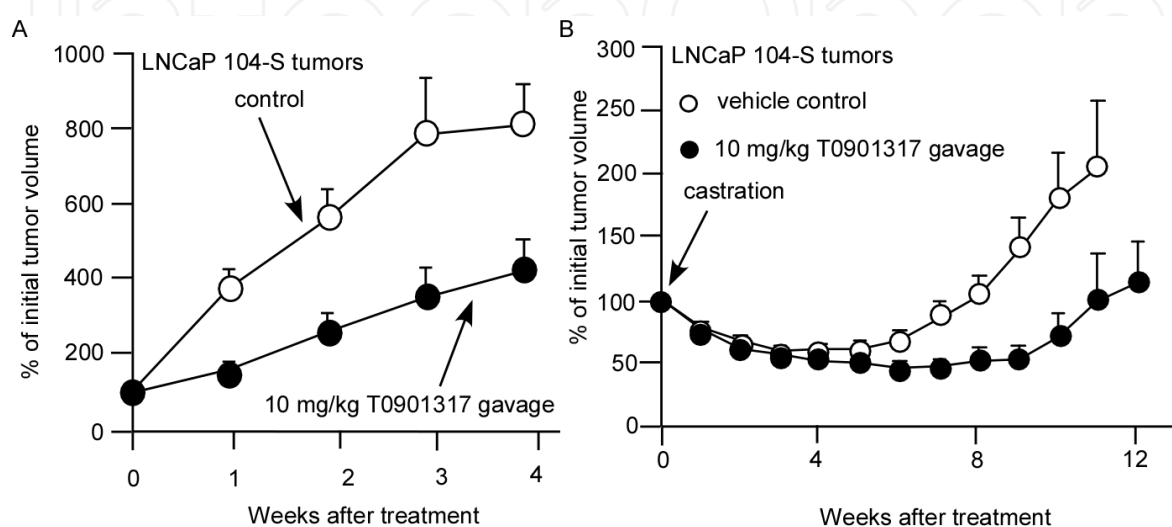 A
1000
800
600
400
200
0
% of initial tumor volume
LNCaP 104-S tumors
control
10 mg/kg T0901317 gavage
0 1 2 3 4
Weeks after treatment
B
300
250
200
150
100
50
0
% of initial tumor volume
LNCaP 104-S tumors
vehicle control
10 mg/kg T0901317 gavage
castration
0 4 8 12
Weeks after treatment